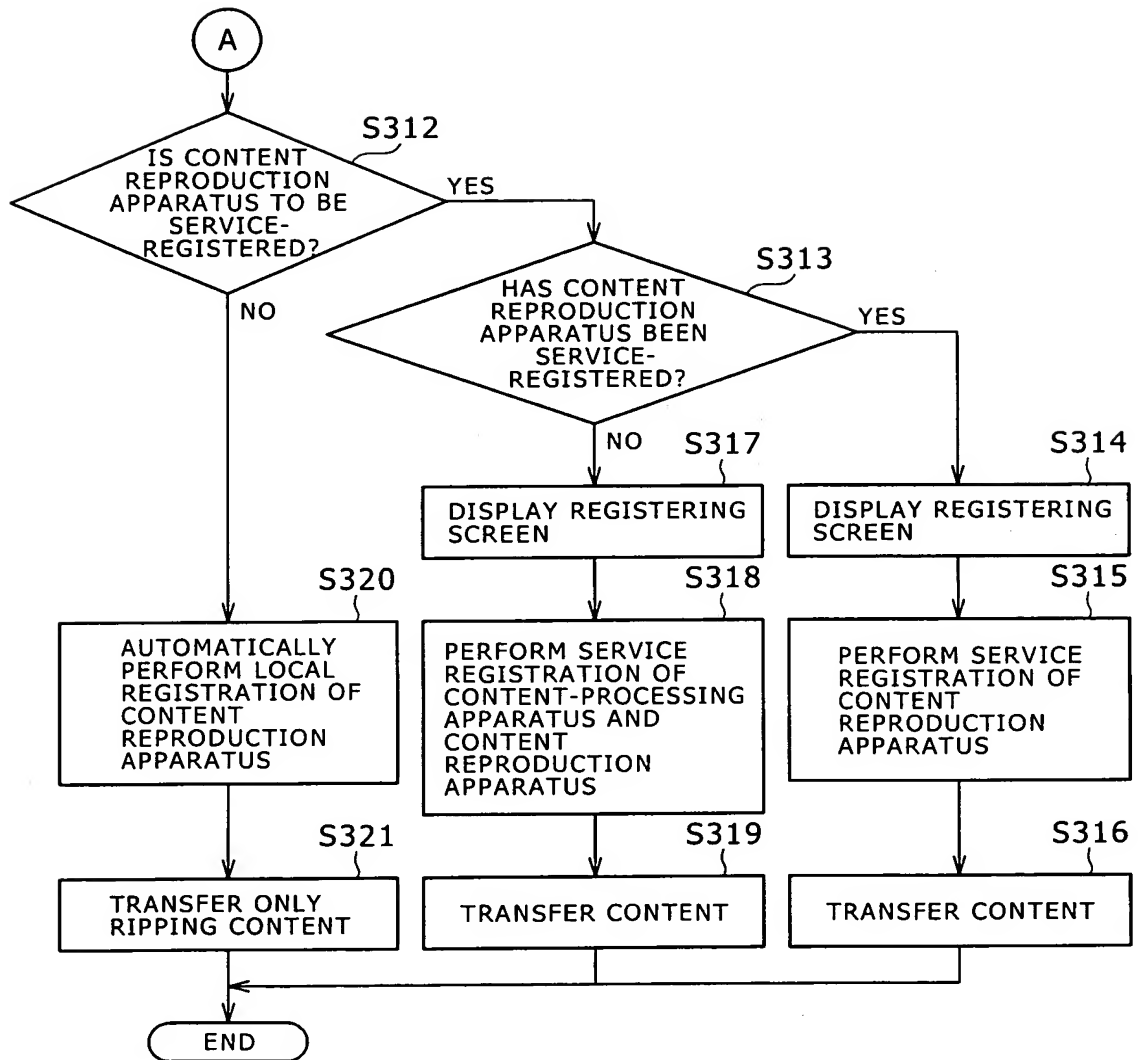 A
S312
IS CONTENT
REPRODUCTION
APPARATUS TO BE
SERVICE-
REGISTERED?
YES
NO
S313
HAS CONTENT
REPRODUCTION
APPARATUS BEEN
SERVICE-
REGISTERED?
YES
NO
S317
DISPLAY REGISTERING
SCREEN
S314
DISPLAY REGISTERING
SCREEN
S320
AUTOMATICALLY
PERFORM LOCAL
REGISTRATION OF
CONTENT
REPRODUCTION
APPARATUS
S318
PERFORM SERVICE
REGISTRATION OF
CONTENT-PROCESSING
APPARATUS AND
CONTENT
REPRODUCTION
APPARATUS
S315
PERFORM SERVICE
REGISTRATION OF
CONTENT
REPRODUCTION
APPARATUS
S321
TRANSFER ONLY
RIPPING CONTENT
S319
TRANSFER CONTENT
S316
TRANSFER CONTENT
END